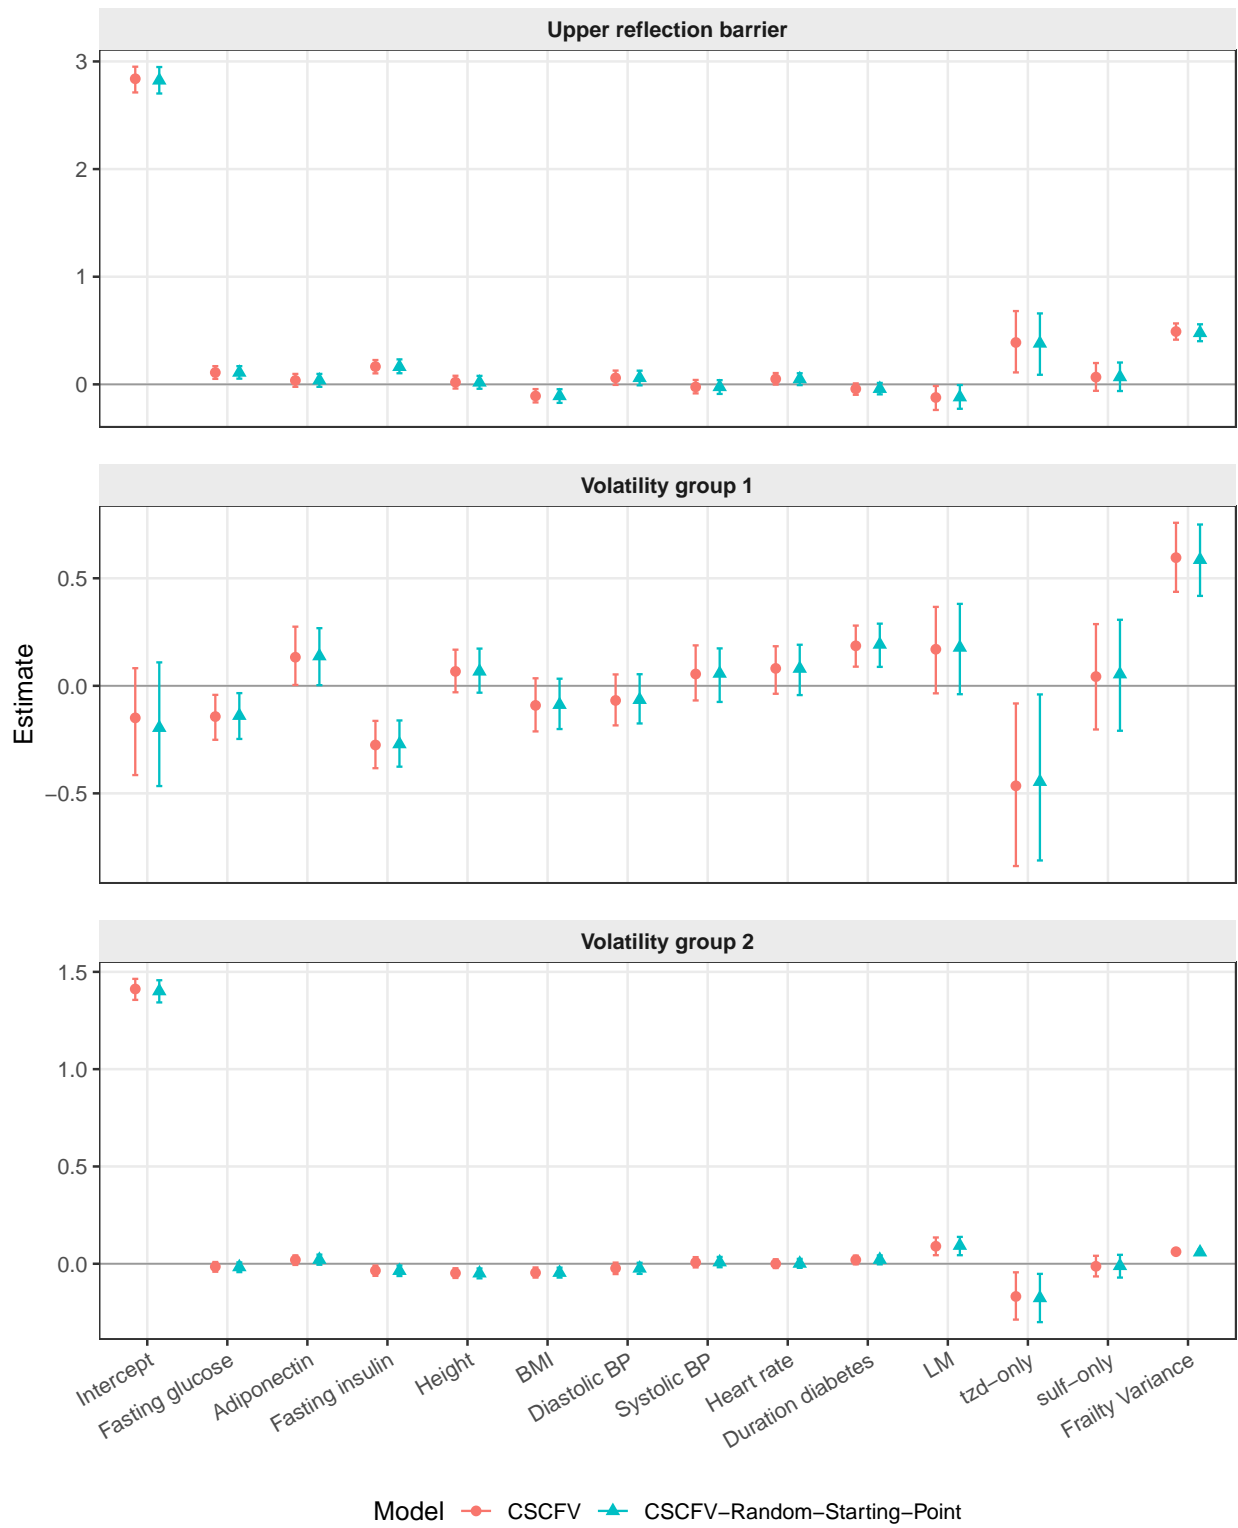 Upper reflection barrier
3
2
1
0
Volatility group 1
0.5
0.0
−0.5
Estimate
Volatility group 2
1.5
1.0
0.5
0.0
Intercept
Fasting glucose
Adiponectin
Fasting insulin
Height
BMI
Diastolic BP
Systolic BP
Heart rate
Duration diabetes
LM
tzd−only
sulf−only
Frailty Variance
Model CSCFV CSCFV−Random−Starting−Point